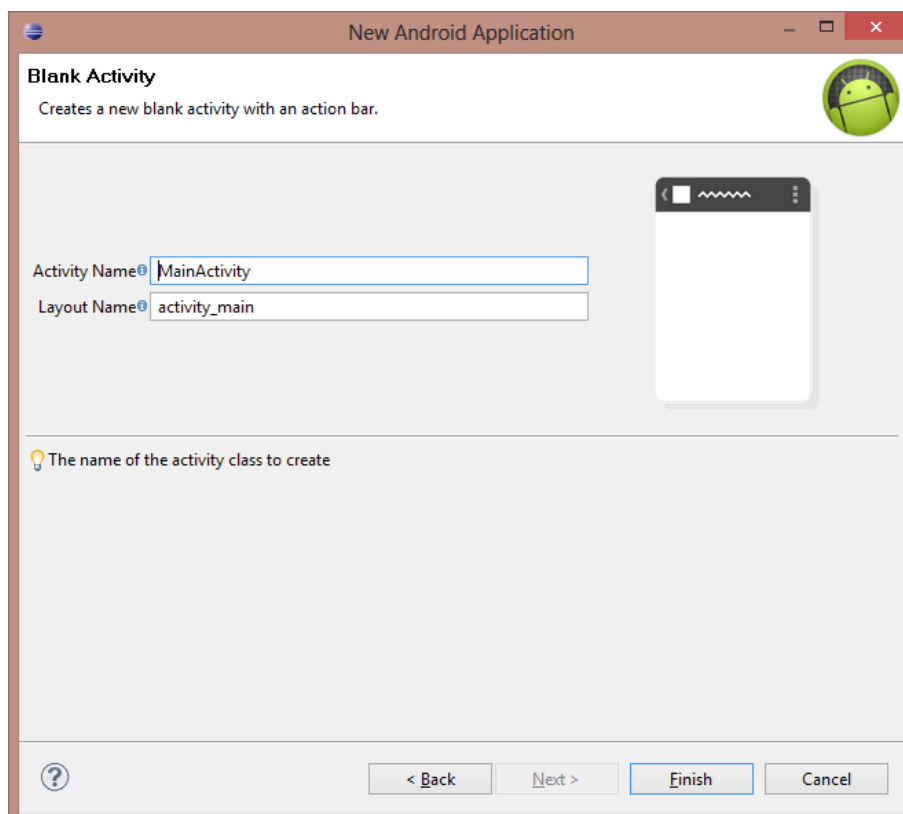 New Android Application
Blank Activity
Creates a new blank activity with an action bar.
Activity Name MainActivity
Layout Name activity_main
The name of the activity class to create
< Back Next > Finish Cancel